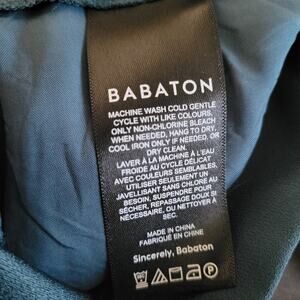 BABATON
MACHINE WASH COLD GENTLE
CYCLE WITH LIKE COLOURS,
ONLY NON-CHLORINE BLEACH
WHEN NEEDED, HANG TO DRY,
COOL IRON ONLY IF NEEDED, OR
DRY CLEAN.
LAVER À LA MACHINE À L'EAU
FROIDE AU CYCLE DÉLICAT
AVEC COULEURS SEMBLABLES,
UTILISER SEULEMENT UN
JAVELLISANT SANS CHLORE AU
BESOIN, SUSPENDRE POUR
SÉCHER, REPASSAGE DOUX SI
NÉCESSAIRE, OU NETTOYER À
SEC.
MADE IN CHINA
FABRIQUÉ EN CHINE
Sincerely, Babaton
P